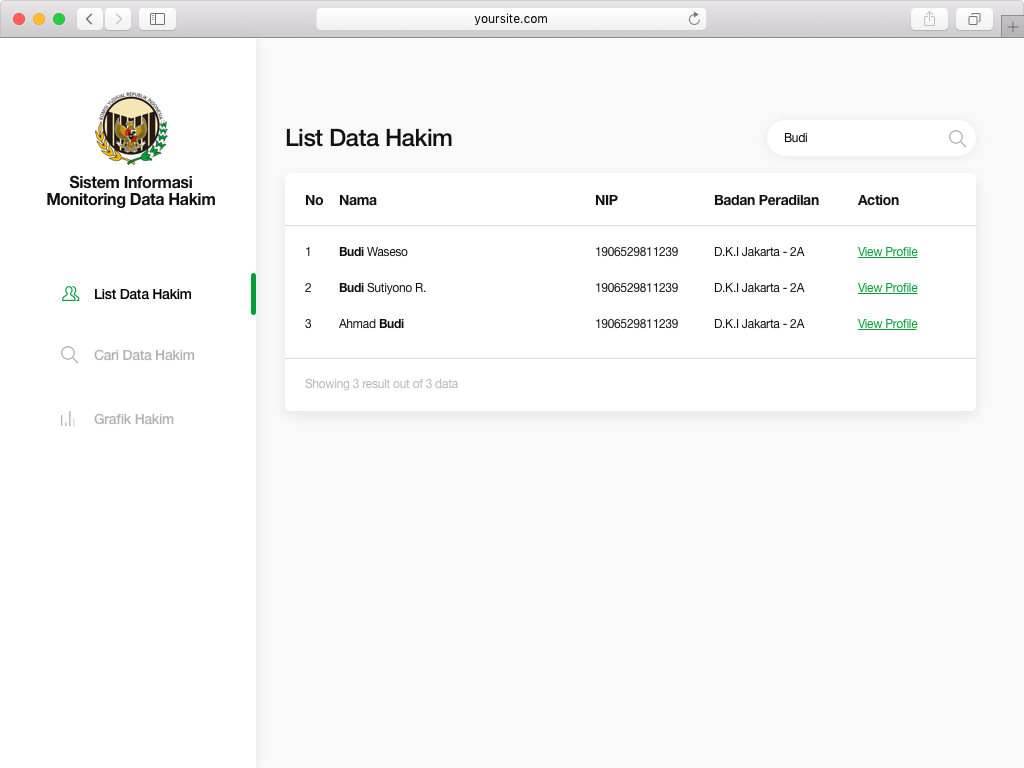 yoursite.com
KOMISI YUDISIAL REPUBLIK INDONESIA
Sistem Informasi
Monitoring Data Hakim
List Data Hakim
Cari Data Hakim
Grafik Hakim
List Data Hakim
Budi
No Nama NIP Badan Peradilan Action
1 Budi Waseso 1906529811239 D.K.I Jakarta - 2A View Profile
2 Budi Sutiyono R. 1906529811239 D.K.I Jakarta - 2A View Profile
3 Ahmad Budi 1906529811239 D.K.I Jakarta - 2A View Profile
Showing 3 result out of 3 data